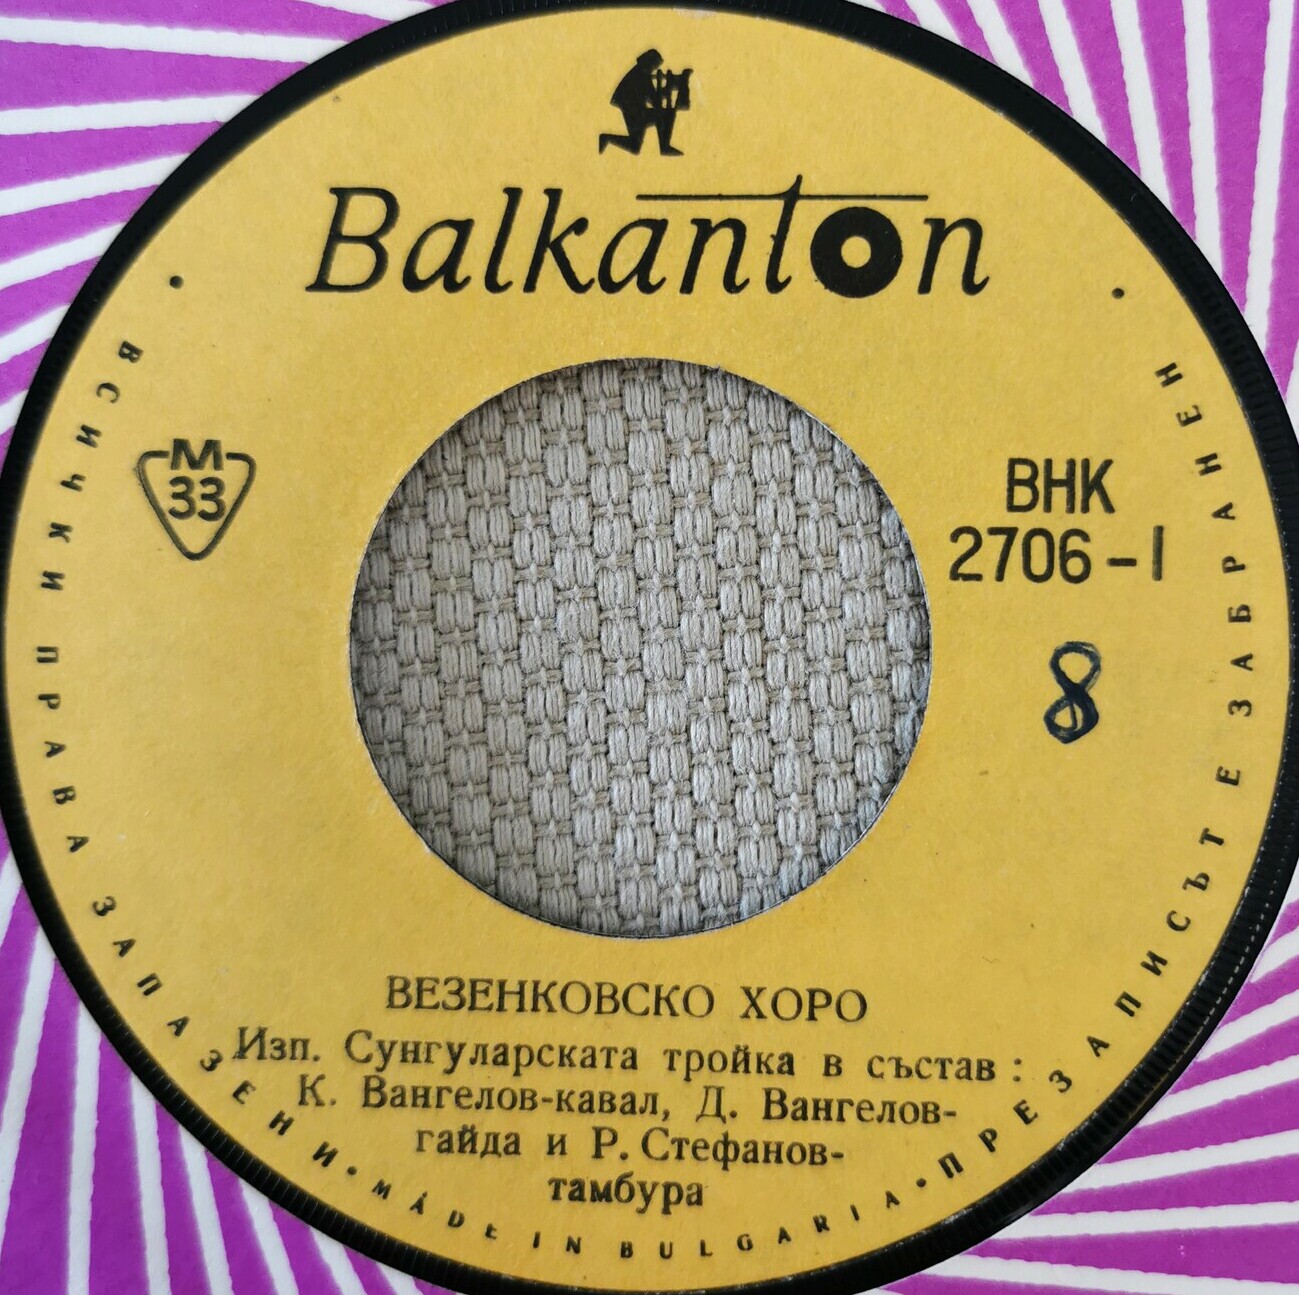 Balkanton
М
33
ВНК
2706-I
8
ВЕЗЕНКОВСКО ХОРО
Изп. Сунгуларската тройка в състав :
К. Вангелов-кавал, Д. Вангелов-
гайда и Р. Стефанов-
тамбура
• ВСИЧКИ ПРАВА ЗАПАЗЕНИ • MADE IN BULGARIA • ПРЕЗАПИСЪТ Е ЗАБРАНЕН •